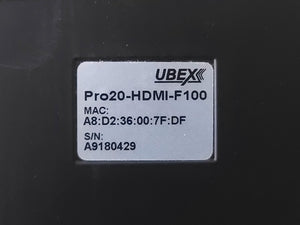 UBEX
Pro20-HDMI-F100
MAC:
A8:D2:36:00:7F:DF
S/N:
A9180429